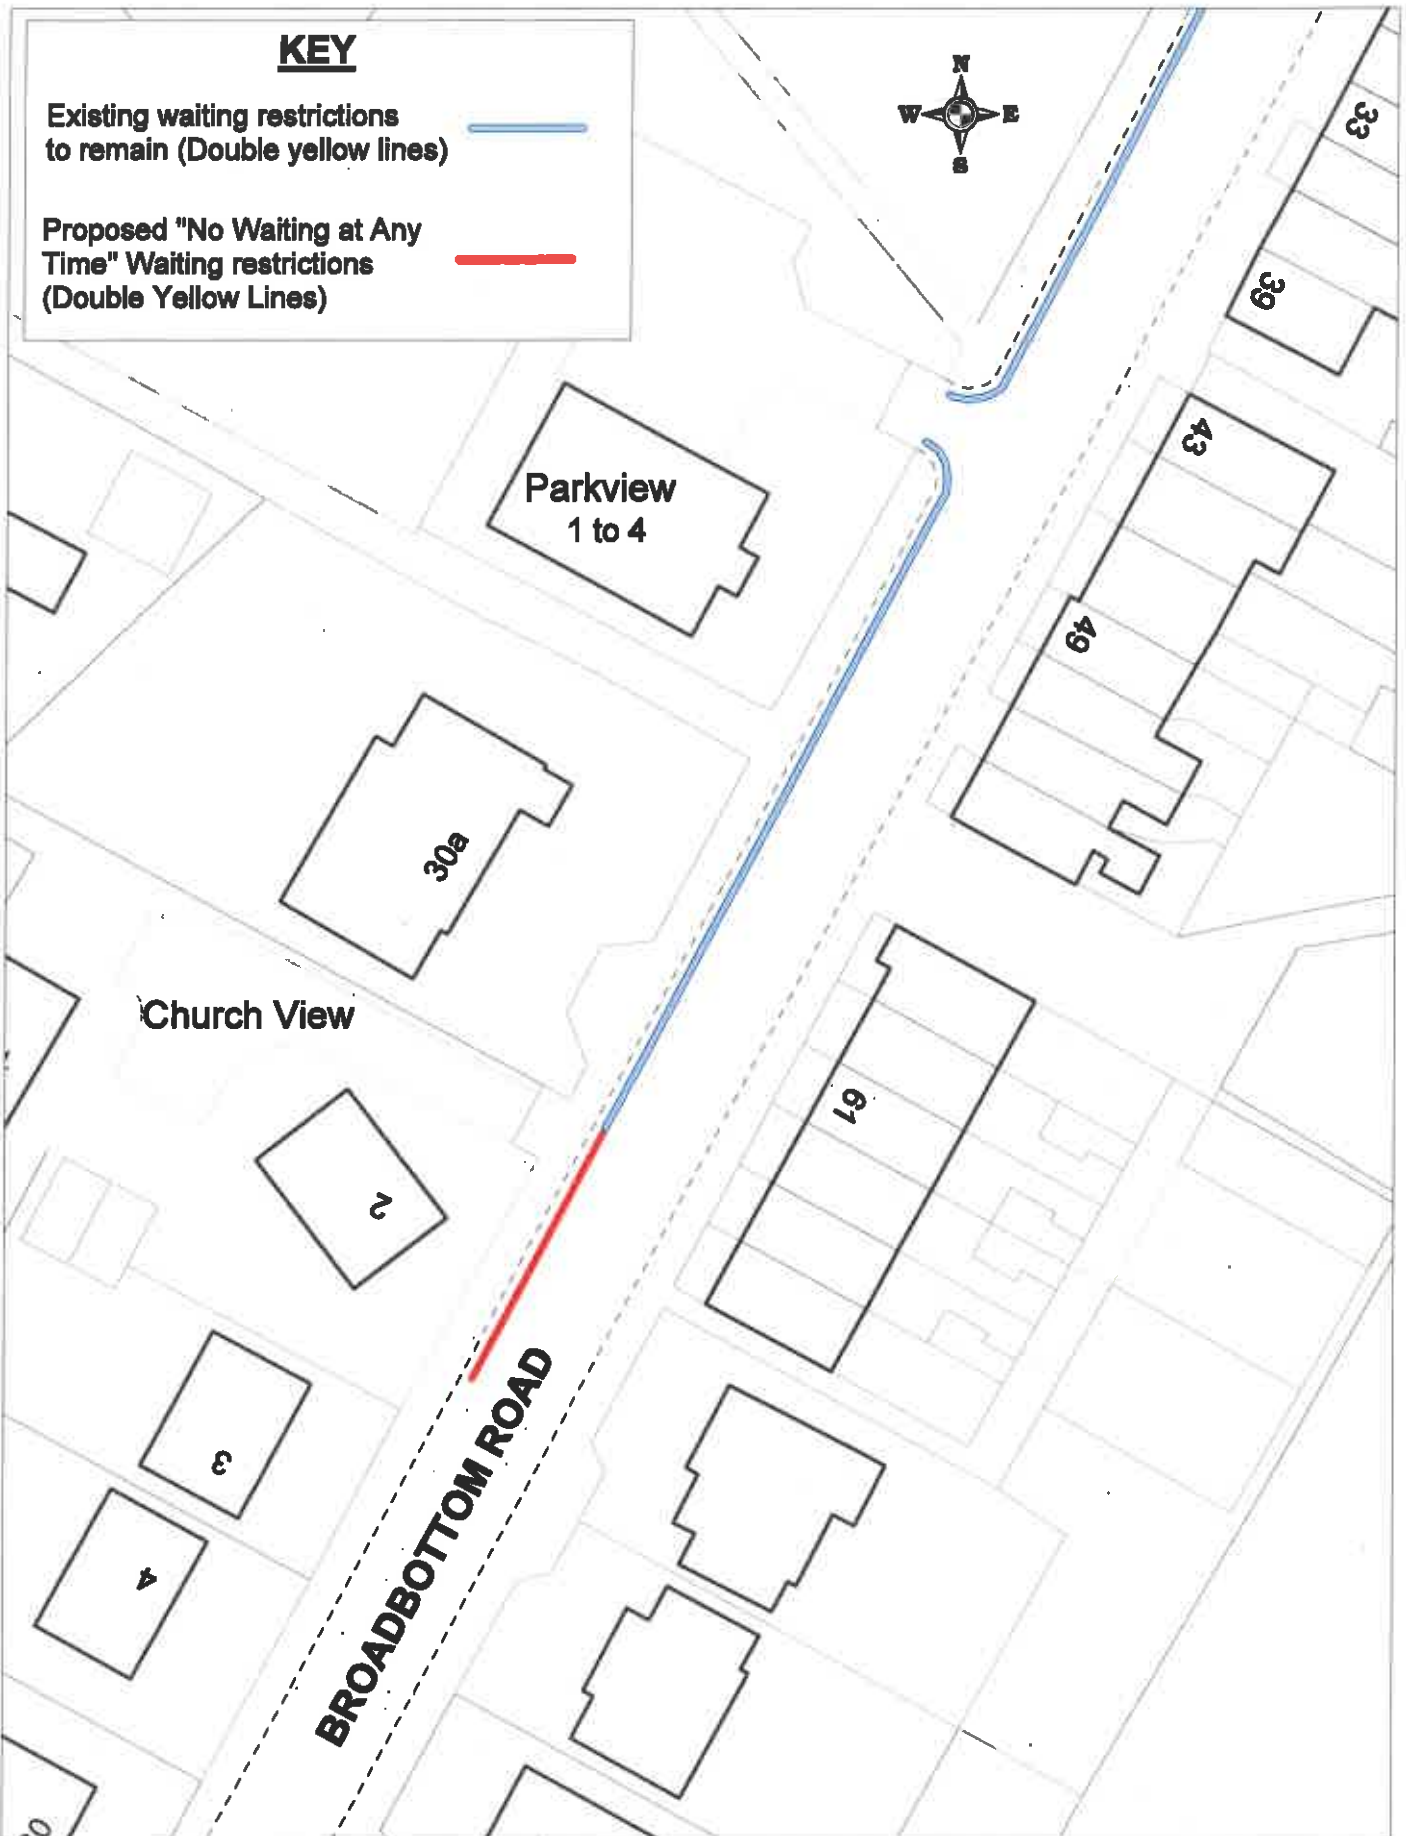 KEY
Existing waiting restrictions
to remain (Double yellow lines)
Proposed "No Waiting at Any
Time" Waiting restrictions
(Double Yellow Lines)
N
W E
S
33
39
43
Parkview
1 to 4
49
30a
Church View
61
2
3
4
BROADBOTTOM ROAD